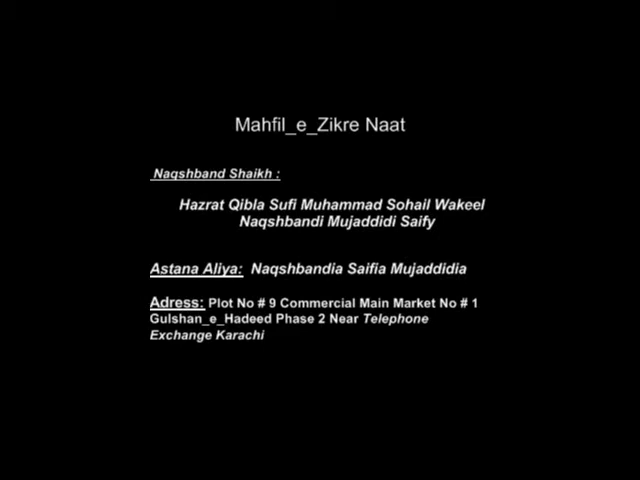 Mahfil_e_Zikre Naat
Naqshband Shaikh :
Hazrat Qibla Sufi Muhammad Sohail Wakeel
Naqshbandi Mujaddidi Saify
Astana Aliya: Naqshbandia Saifia Mujaddidia
Adress: Plot No # 9 Commercial Main Market No # 1
Gulshan_e_Hadeed Phase 2 Near Telephone
Exchange Karachi